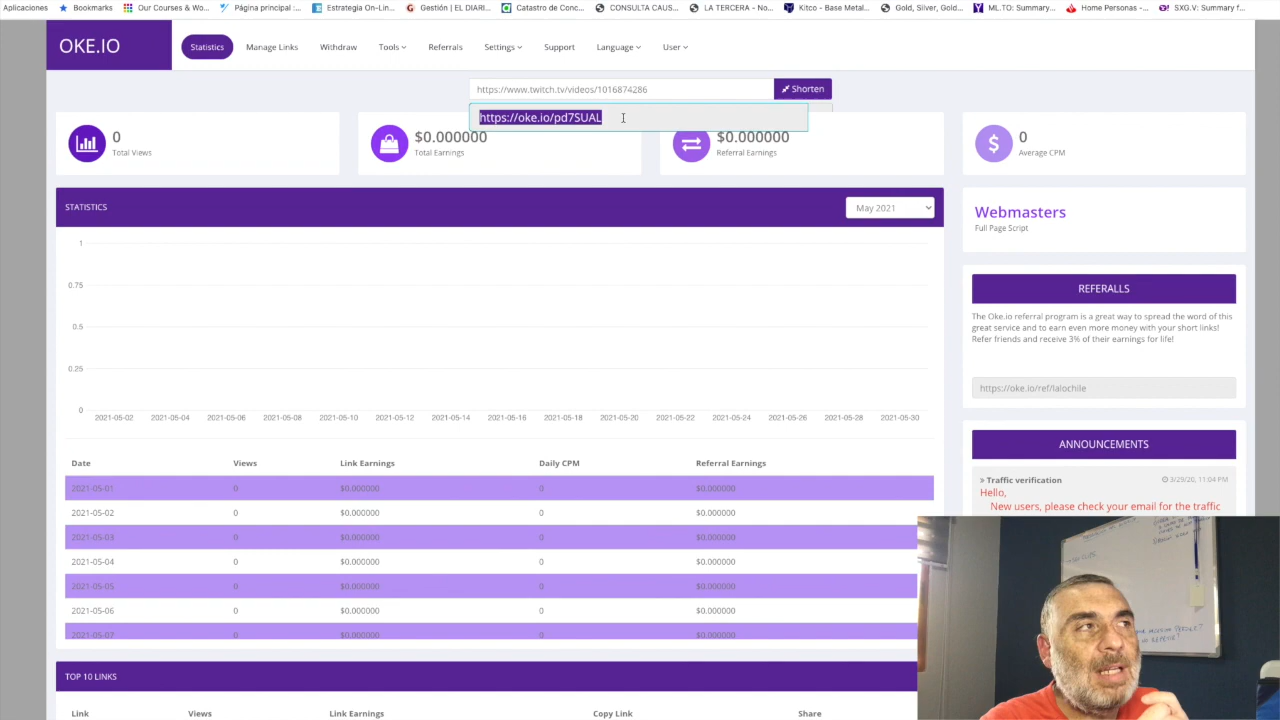 Aplicaciones Bookmarks Our Courses & Wo... Página principal :... Estrategía On-Lin... Gestión | EL DIARI... Catastro de Conc... CONSULTA CAUS... LA TERCERA - No... Kitco - Base Metal... Gold, Silver, Gold... ML.TO: Summary... Home Personas -... SXG.V: Summary f...
OKE.IO Statistics Manage Links Withdraw Tools Referrals Settings Support Language User
https://www.twitch.tv/videos/1016874286 Shorten
https://oke.io/pd7SUAL
0 $0.000000 $0.000000 0
Total Views Total Earnings Referral Earnings Average CPM
STATISTICS May 2021
Webmasters
Full Page Script
1
0.75
0.5
0.25
0
2021-05-02 2021-05-04 2021-05-06 2021-05-08 2021-05-10 2021-05-12 2021-05-14 2021-05-16 2021-05-18 2021-05-20 2021-05-22 2021-05-24 2021-05-26 2021-05-28 2021-05-30
REFERALLS
The Oke.io referral program is a great way to spread the word of this
great service and to earn even more money with your short links!
Refer friends and receive 3% of their earnings for life!
https://oke.io/ref/lalochile
ANNOUNCEMENTS
» Traffic verification 3/29/20, 11:04 PM
Hello,
New users, please check your email for the traffic
Date Views Link Earnings Daily CPM Referral Earnings
2021-05-01 0 $0.000000 0 $0.000000
2021-05-02 0 $0.000000 0 $0.000000
2021-05-03 0 $0.000000 0 $0.000000
2021-05-04 0 $0.000000 0 $0.000000
2021-05-05 0 $0.000000 0 $0.000000
2021-05-06 0 $0.000000 0 $0.000000
2021-05-07 0 $0.000000 0 $0.000000
TOP 10 LINKS
Link Views Link Earnings Copy Link Share